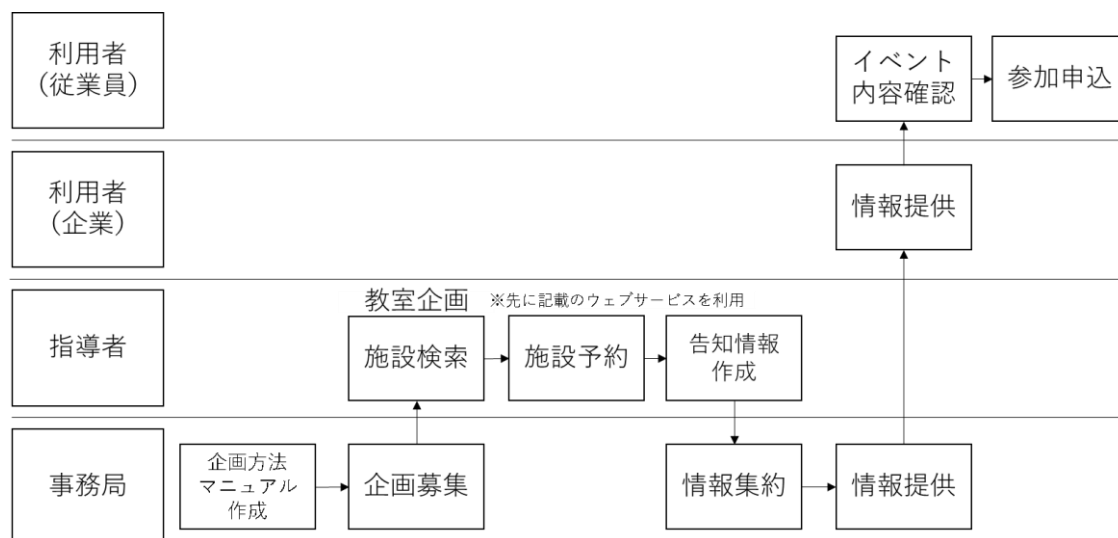 利用者
（従業員）
イベント
内容確認
参加申込
利用者
（企業）
情報提供
教室企画 ※先に記載のウェブサービスを利用
指導者
施設検索
施設予約
告知情報
作成
事務局
企画方法
マニュアル
作成
企画募集
情報集約
情報提供